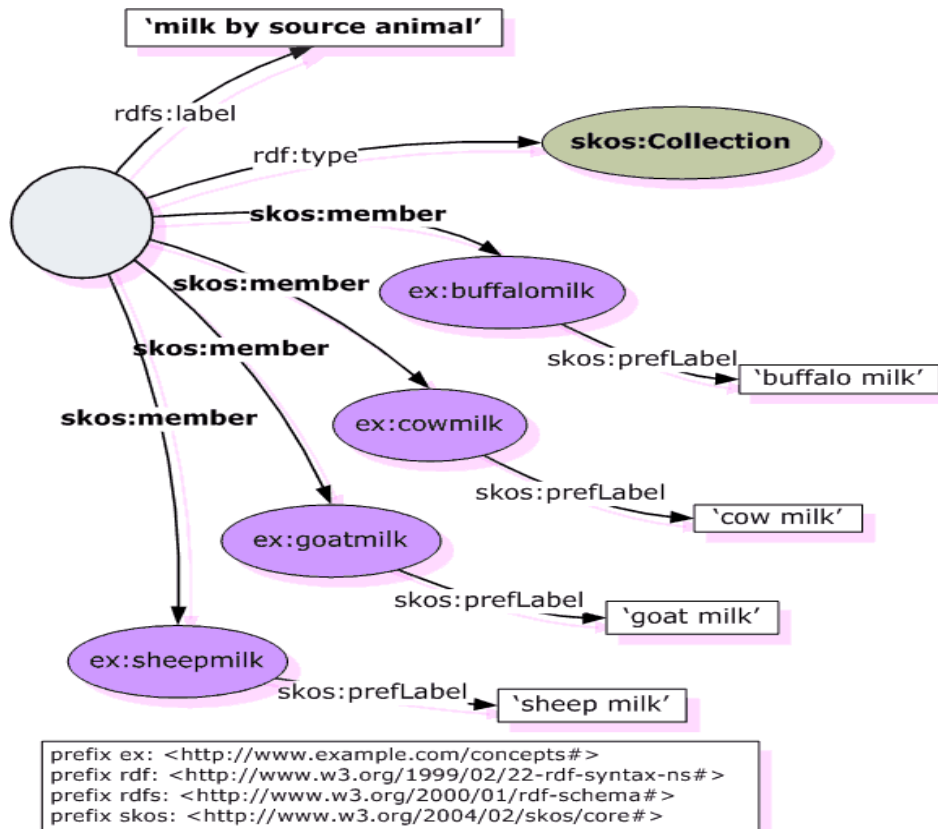 ‘milk by source animal’
rdfs:label
skos:Collection
rdf:type
skos:member
ex:buffalomilk
skos:member
skos:member
skos:prefLabel
‘buffalo milk’
skos:member
ex:cowmilk
skos:prefLabel
‘cow milk’
ex:goatmilk
skos:prefLabel
‘goat milk’
ex:sheepmilk
skos:prefLabel
‘sheep milk’
prefix ex: <http://www.example.com/concepts#>
prefix rdf: <http://www.w3.org/1999/02/22-rdf-syntax-ns#>
prefix rdfs: <http://www.w3.org/2000/01/rdf-schema#>
prefix skos: <http://www.w3.org/2004/02/skos/core#>